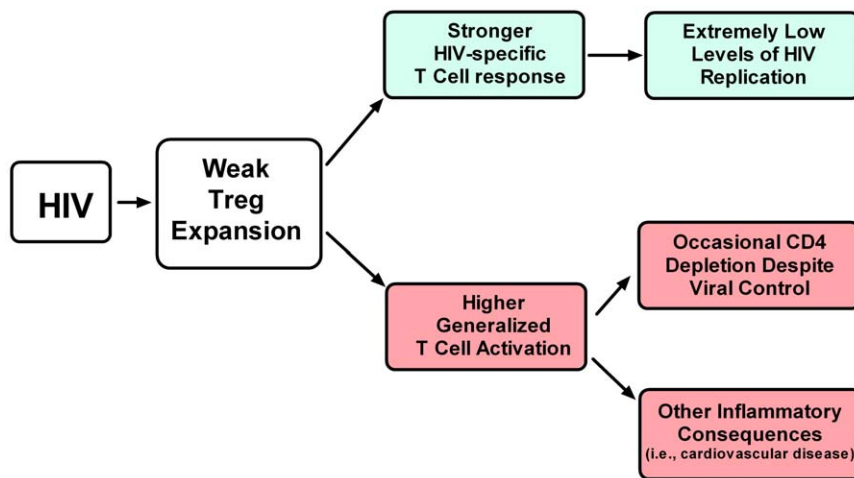 HIV
Weak
Treg
Expansion
Stronger
HIV-specific
T Cell response
Extremely Low
Levels of HIV
Replication
Higher
Generalized
T Cell Activation
Occasional CD4
Depletion Despite
Viral Control
Other Inflammatory
Consequences
(i.e., cardiovascular disease)